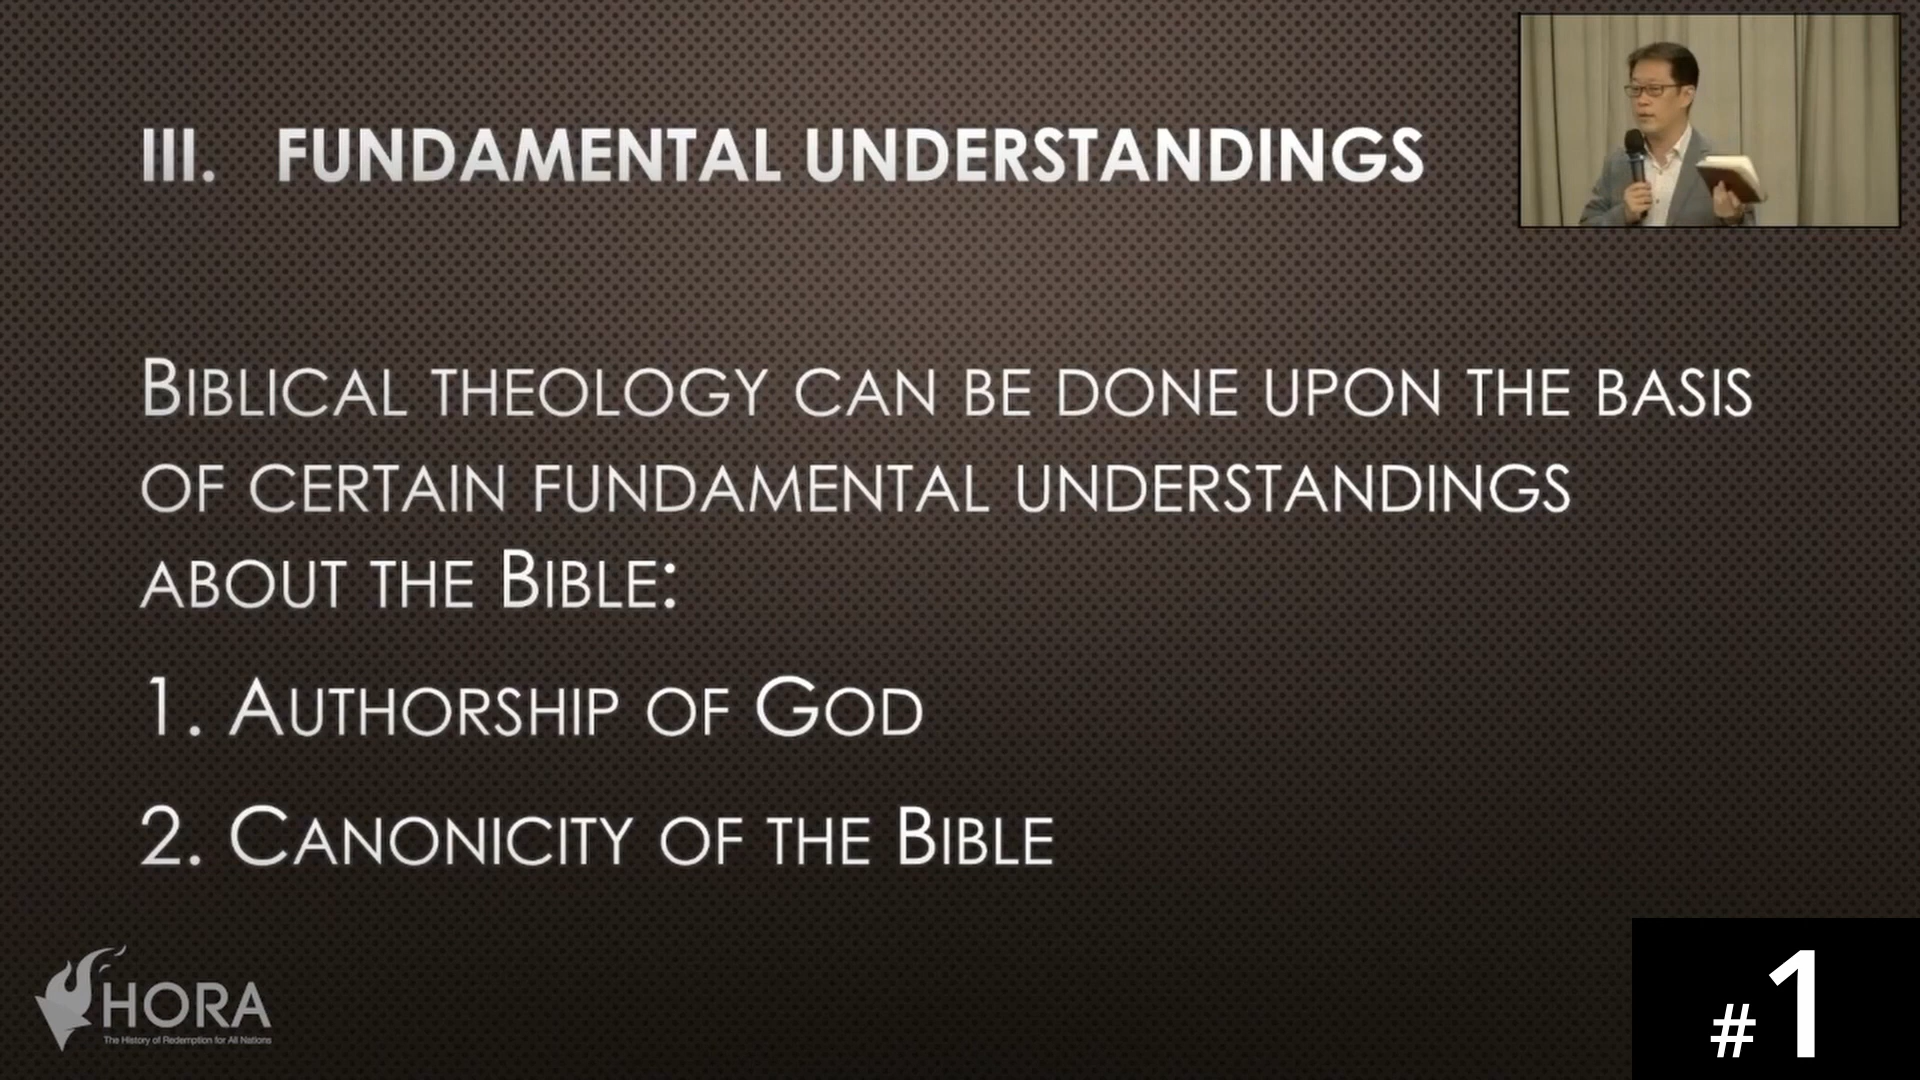 III. FUNDAMENTAL UNDERSTANDINGS
BIBLICAL THEOLOGY CAN BE DONE UPON THE BASIS
OF CERTAIN FUNDAMENTAL UNDERSTANDINGS
ABOUT THE BIBLE:
1. AUTHORSHIP OF GOD
2. CANONICITY OF THE BIBLE
HORA
The History of Redemption for All Nations
#1